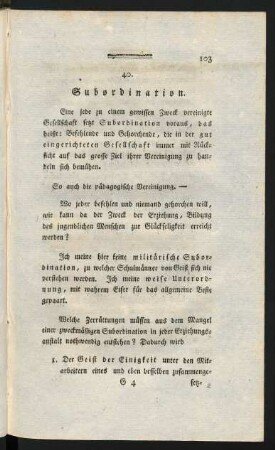 103
40.
Subordination.
Eine jede zu einem gewissen Zweck vereinigte
Gesellschaft setzt Subordination voraus, das
heißt: Befehlende und Gehorchende, die in der gut
eingerichteten Gesellschaft immer mit Rück-
sicht auf das grosse Ziel ihrer Vereinigung zu han-
deln sich bemühen.
So auch die pädagogische Vereinigung. —
Wo jeder befehlen und niemand gehorchen will,
wie kann da der Zweck der Erziehung, Bildung
des jugendlichen Menschen zur Glückseligkeit erreicht
werden?
Ich meine hier keine militärische Subor-
dination, zu welcher Schulmänner von Geist sich nie
verstehen werden. Ich meine weise Unterord-
nung, mit wahrem Eifer für das allgemeine Beste
gepaart.
Welche Zerrüttungen müssen aus dem Mangel
einer zweckmäßigen Subordination in jeder Erziehungs-
anstalt nothwendig entstehen? Dadurch wird
1. Der Geist der Einigkeit unter den Mit-
arbeitern eines und eben desselben zusammenge-
G 4 setz-